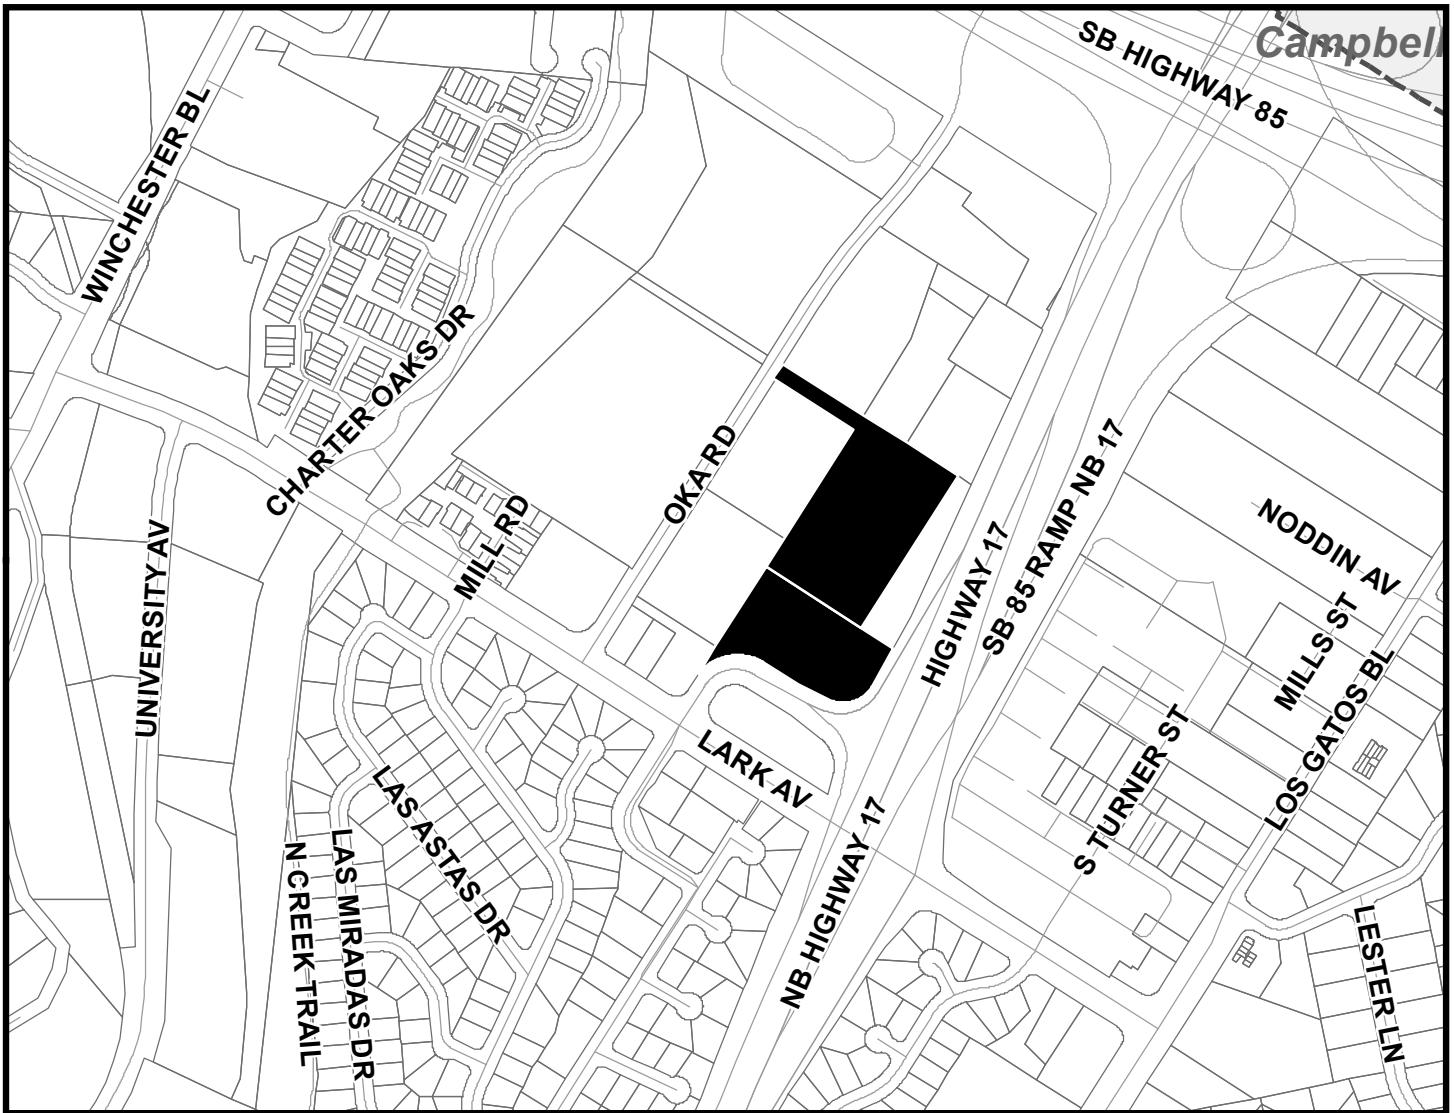 SB HIGHWAY 85
Campbell
WINCHESTER BL
CHARTER OAKS DR
OKA RD
MILL RD
UNIVERSITY AV
HIGHWAY 17
SB 85 RAMP NB 17
NODDIN AV
MILLS ST
LOS GATOS BL
S TURNER ST
LARK AV
NB HIGHWAY 17
LAS ASTAS DR
LAS MIRADAS DR
N CREEK TRAIL
LESTER LN